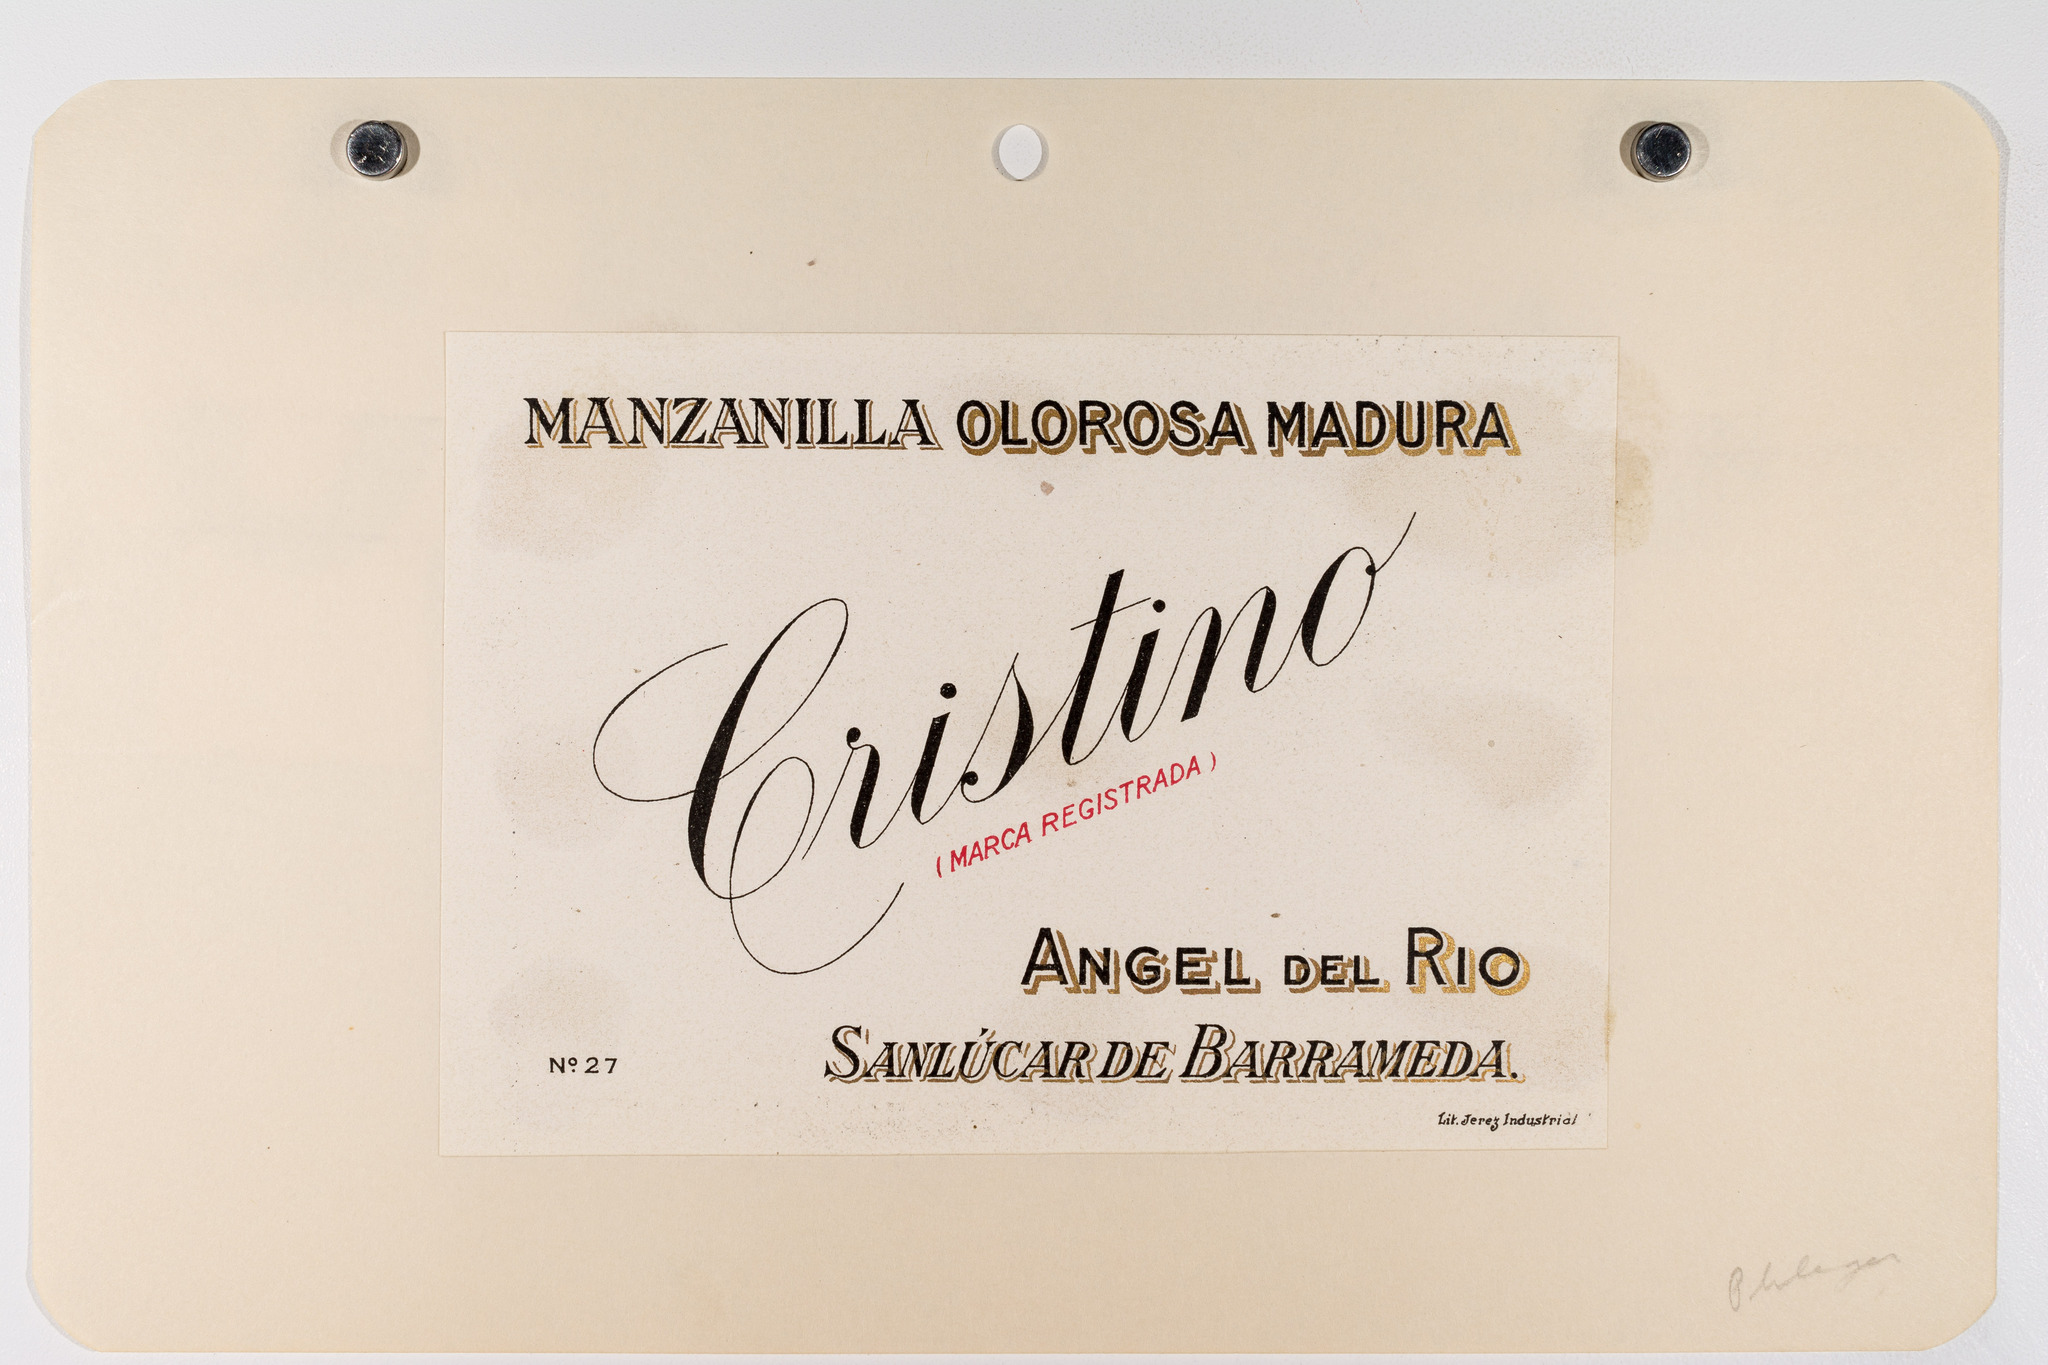 MANZANILLA OLOROSA MADURA
Cristino
(MARCA REGISTRADA)
ANGEL DEL RIO
SANLÚCAR DE BARRAMEDA.
Nº 27
Lit. Jerez Industrial